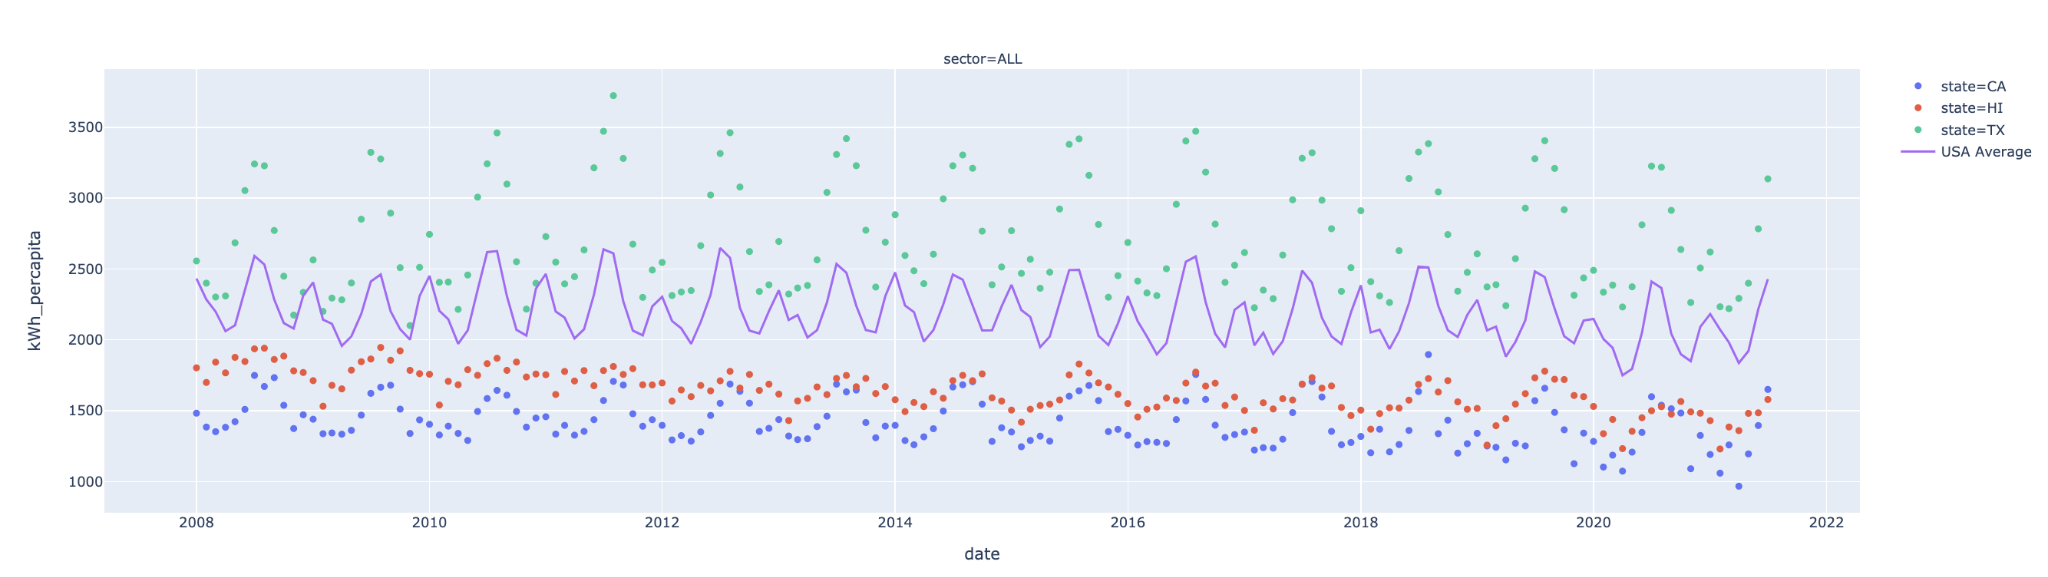 sector=ALL
state=CA
state=HI
state=TX
USA Average
kWh_percapita
3500
3000
2500
2000
1500
1000
2008 2010 2012 2014 2016 2018 2020 2022
date